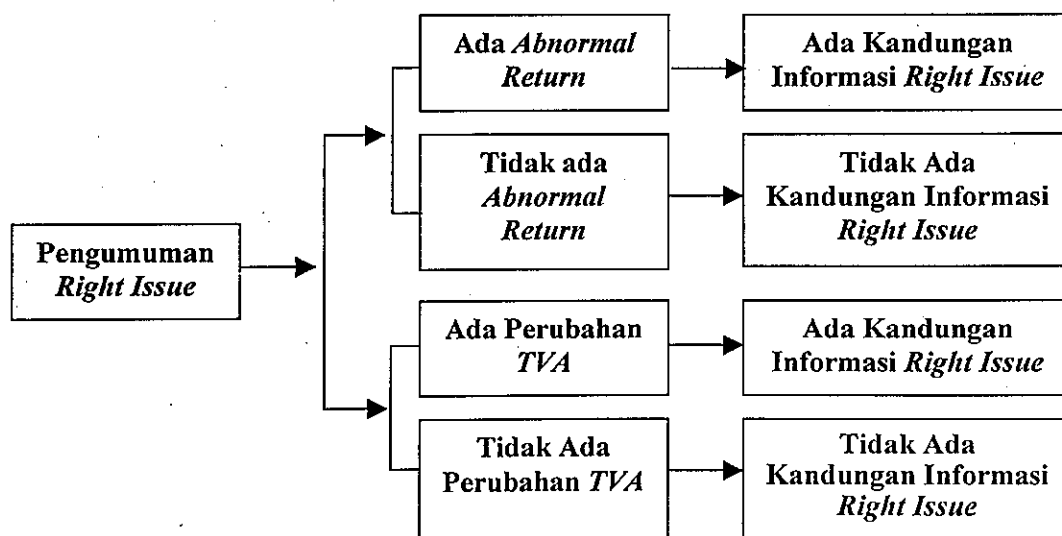 Pengumuman
Right Issue
Ada Abnormal
Return
Ada Kandungan
Informasi Right Issue
Tidak ada
Abnormal
Return
Tidak Ada
Kandungan Informasi
Right Issue
Ada Perubahan
TVA
Ada Kandungan
Informasi Right Issue
Tidak Ada
Perubahan TVA
Tidak Ada
Kandungan Informasi
Right Issue